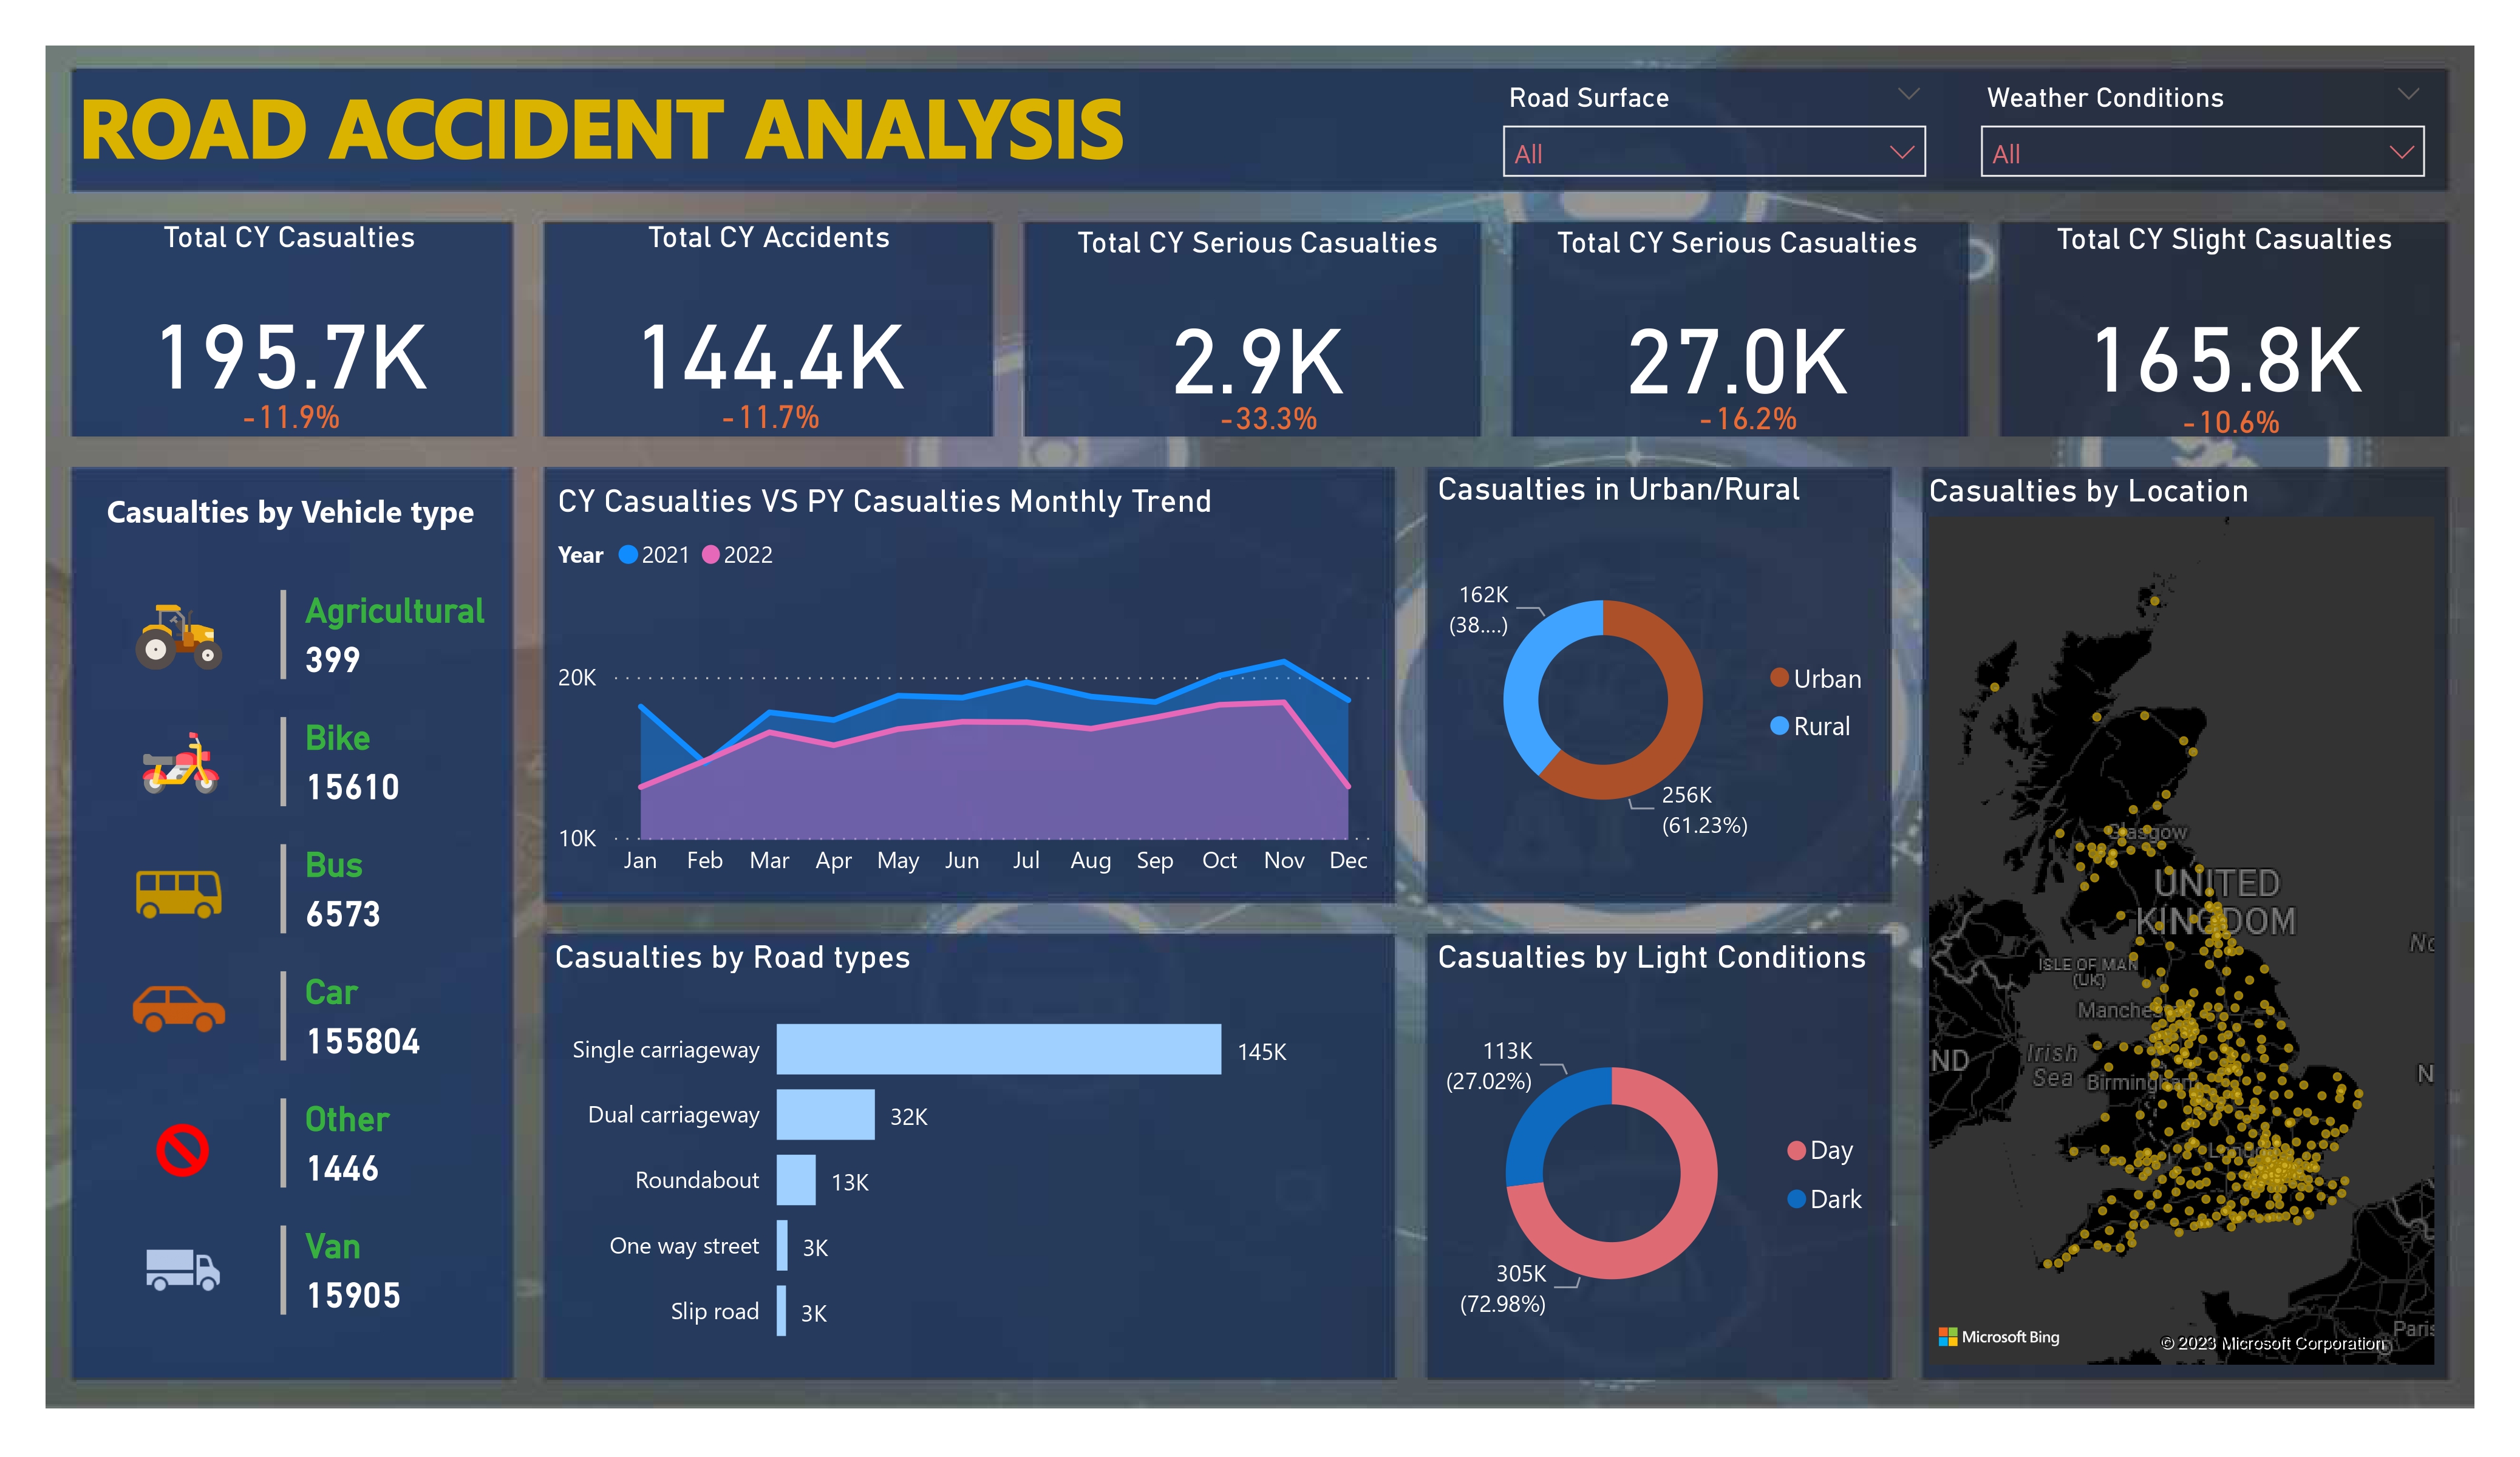 ROAD ACCIDENT ANALYSIS
Road Surface
All
Weather Conditions
All
Total CY Casualties
195.7K
-11.9%
Total CY Accidents
144.4K
-11.7%
Total CY Serious Casualties
2.9K
-33.3%
Total CY Serious Casualties
27.0K
-16.2%
Total CY Slight Casualties
165.8K
-10.6%
Casualties by Vehicle type
Agricultural
399
Bike
15610
Bus
6573
Car
155804
Other
1446
Van
15905
CY Casualties VS PY Casualties Monthly Trend
Year 2021 2022
20K
10K
Jan Feb Mar Apr May Jun Jul Aug Sep Oct Nov Dec
Casualties in Urban/Rural
162K
(38....)
256K
(61.23%)
Urban
Rural
Casualties by Road types
Single carriageway 145K
Dual carriageway 32K
Roundabout 13K
One way street 3K
Slip road 3K
Casualties by Light Conditions
113K
(27.02%)
305K
(72.98%)
Day
Dark
Casualties by Location
Glasgow
UNITED
KINGDOM
ISLE OF MAN
(UK)
Manche
Irish
Sea
ND
Birmingham
N
Paris
Microsoft Bing
© 2023 Microsoft Corporation